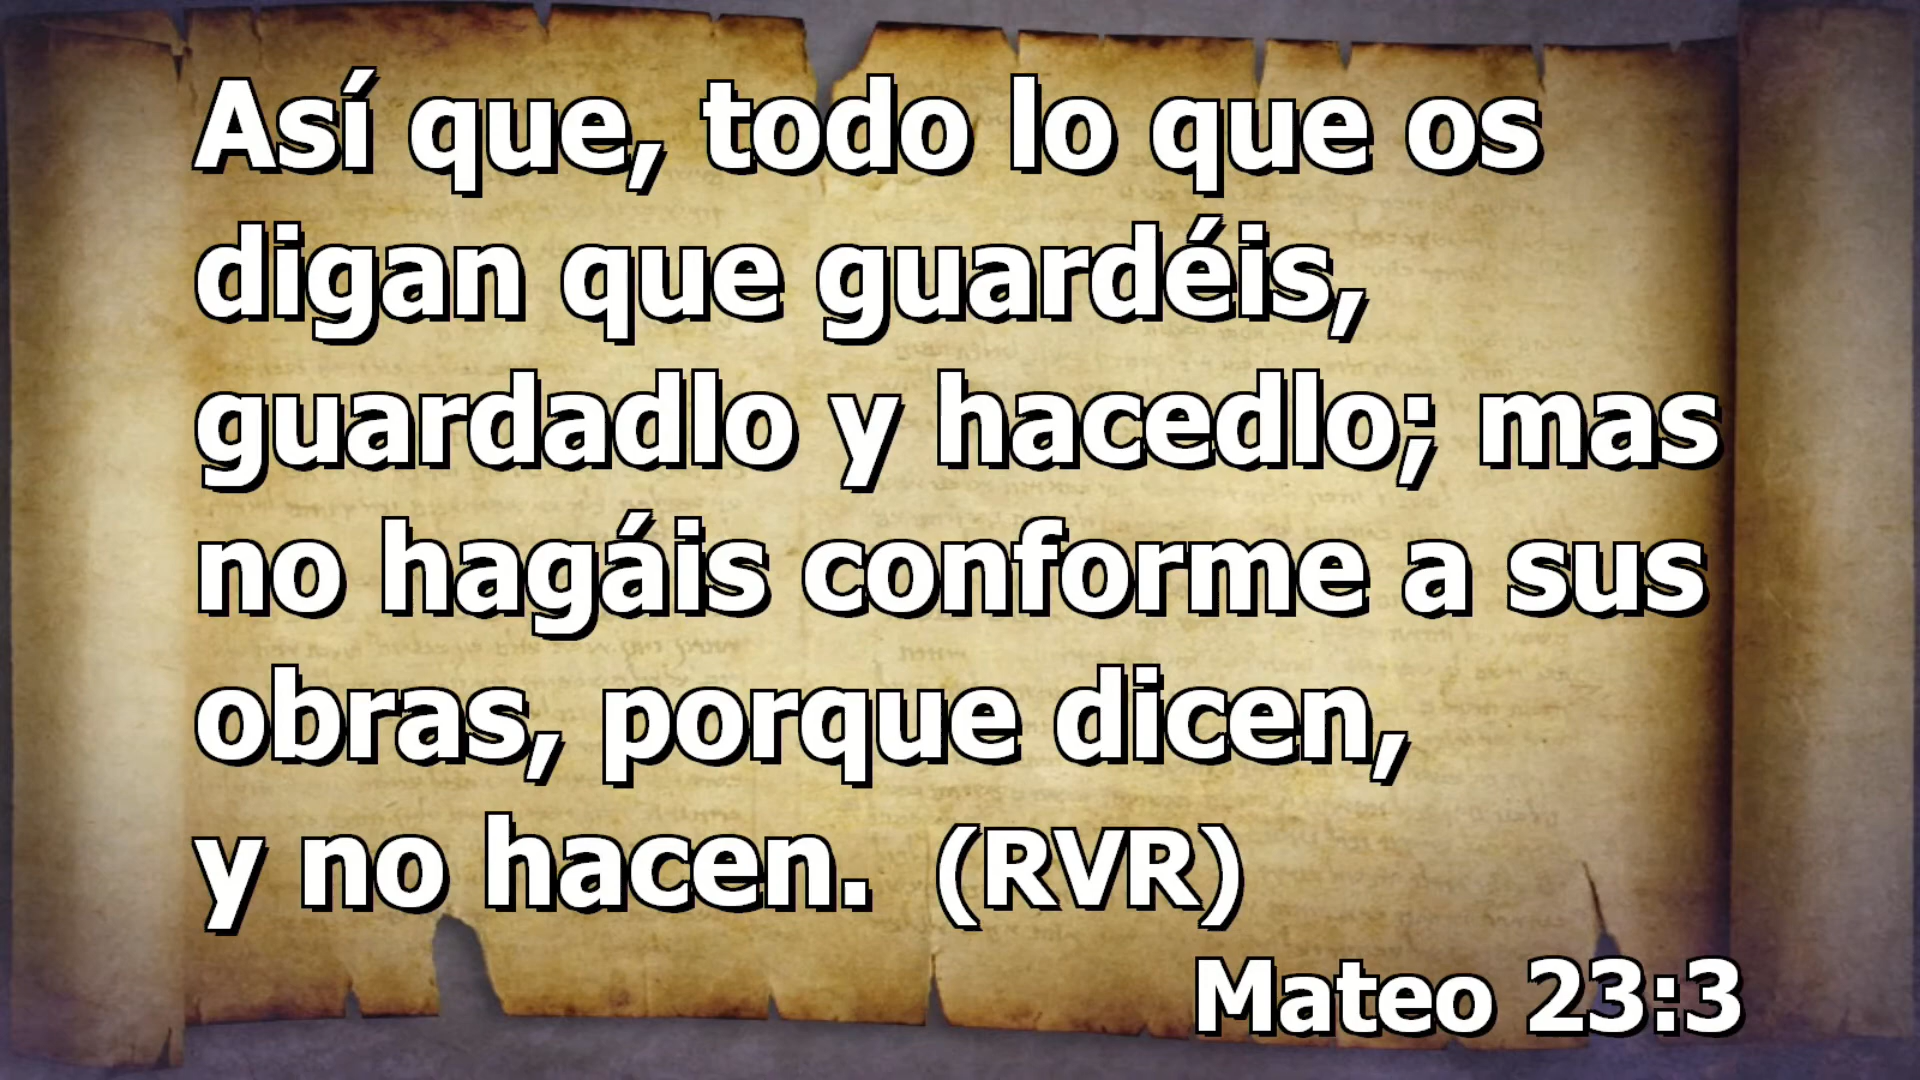 Así que, todo lo que os
digan que guardéis,
guardadlo y hacedlo; mas
no hagáis conforme a sus
obras, porque dicen,
y no hacen. (RVR)
Mateo 23:3